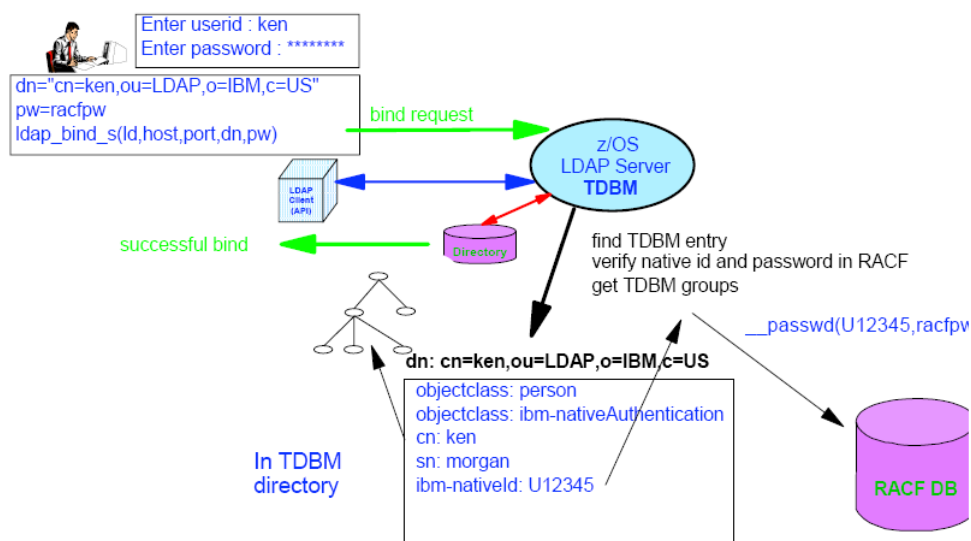 Enter userid : ken
Enter password : ********
dn="cn=ken,ou=LDAP,o=IBM,c=US"
pw=racfpw
ldap_bind_s(ld,host,port,dn,pw)
bind request
z/OS
LDAP Server
TDBM
LDAP
Client
(API)
successful bind
Directory
find TDBM entry
verify native id and password in RACF
get TDBM groups
__passwd(U12345,racfpw
dn: cn=ken,ou=LDAP,o=IBM,c=US
objectclass: person
objectclass: ibm-nativeAuthentication
cn: ken
sn: morgan
ibm-nativeId: U12345
In TDBM
directory
RACF DB